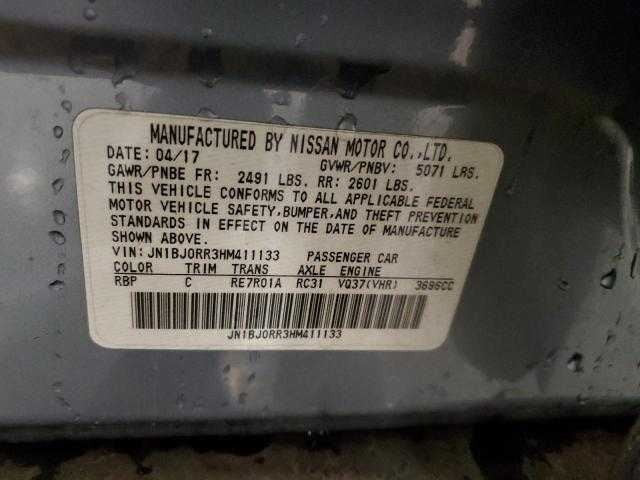 MANUFACTURED BY NISSAN MOTOR CO.,LTD.
DATE: 04/17 GVWR/PNBV: 5071 LBS.
GAWR/PNBE FR: 2491 LBS. RR: 2601 LBS.
THIS VEHICLE CONFORMS TO ALL APPLICABLE FEDERAL
MOTOR VEHICLE SAFETY,BUMPER,AND THEFT PREVENTION
STANDARDS IN EFFECT ON THE DATE OF MANUFACTURE
SHOWN ABOVE.
VIN: JN1BJ0RR3HM411133 PASSENGER CAR
COLOR TRIM TRANS AXLE ENGINE
RBP C RE7R01A RC31 VQ37(VHR) 3696CC
JN1BJ0RR3HM411133